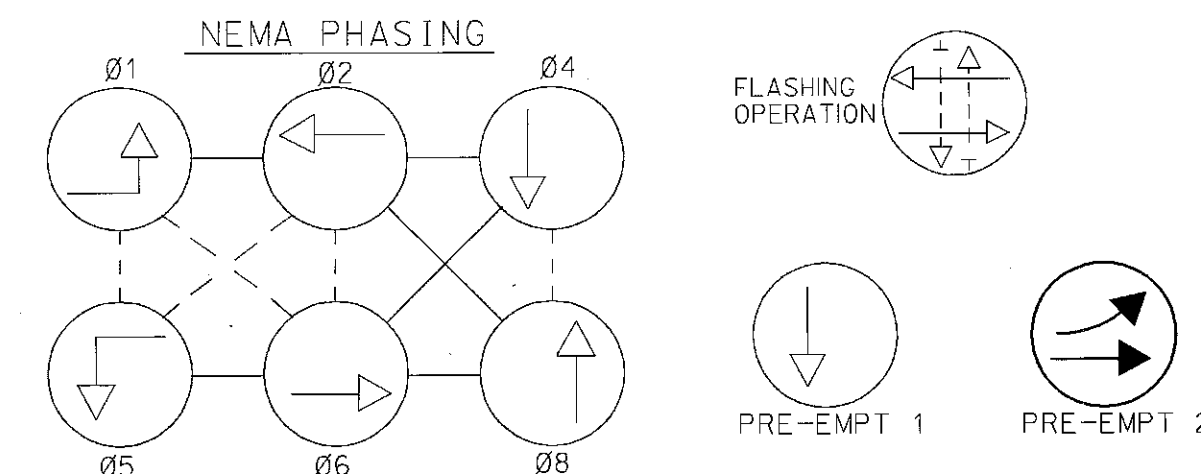 NEMA PHASING
Ø1
Ø2
Ø4
Ø5
Ø6
Ø8
FLASHING
OPERATION
PRE-EMPT 1
PRE-EMPT 2